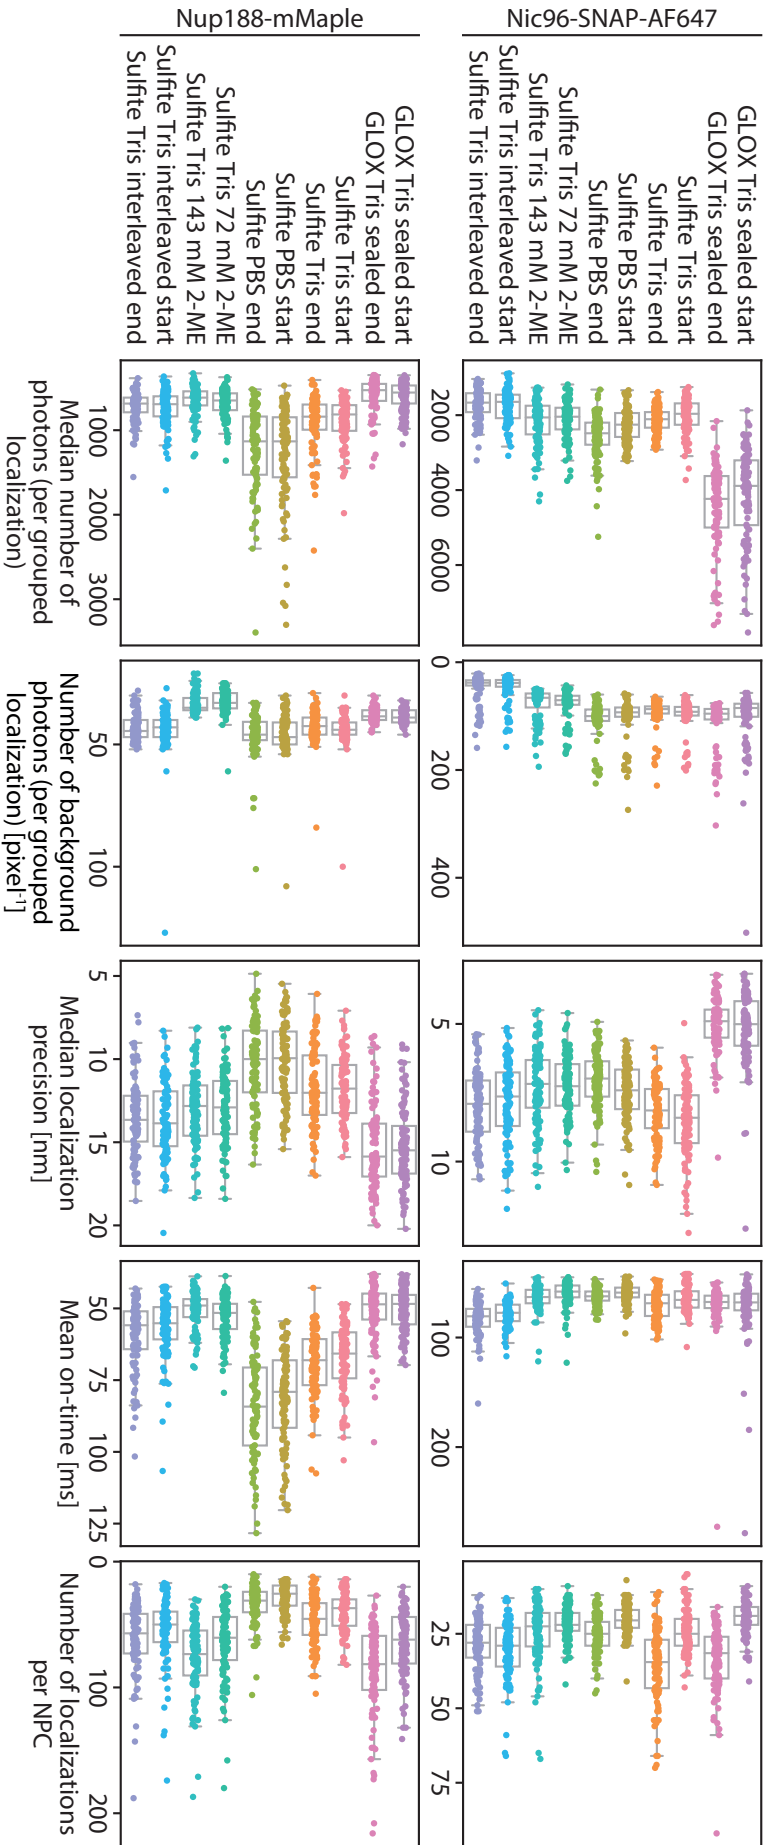 Nic96-SNAP-AF647
GLOX Tris sealed start
GLOX Tris sealed end
Sulfite Tris start
Sulfite Tris end
Sulfite PBS start
Sulfite PBS end
Sulfite Tris 72 mM 2-ME
Sulfite Tris 143 mM 2-ME
Sulfite Tris interleaved start
Sulfite Tris interleaved end
2000 4000 6000
0 200 400
5 10
100 200
25 50 75
Nup188-mMaple
GLOX Tris sealed start
GLOX Tris sealed end
Sulfite Tris start
Sulfite Tris end
Sulfite PBS start
Sulfite PBS end
Sulfite Tris 72 mM 2-ME
Sulfite Tris 143 mM 2-ME
Sulfite Tris interleaved start
Sulfite Tris interleaved end
1000 2000 3000
50 100
5 10 15 20
50 75 100 125
0 100 200
Median number of
photons (per grouped
localization)
Number of background
photons (per grouped
localization) [pixel⁻¹]
Median localization
precision [nm]
Mean on-time [ms]
Number of localizations
per NPC